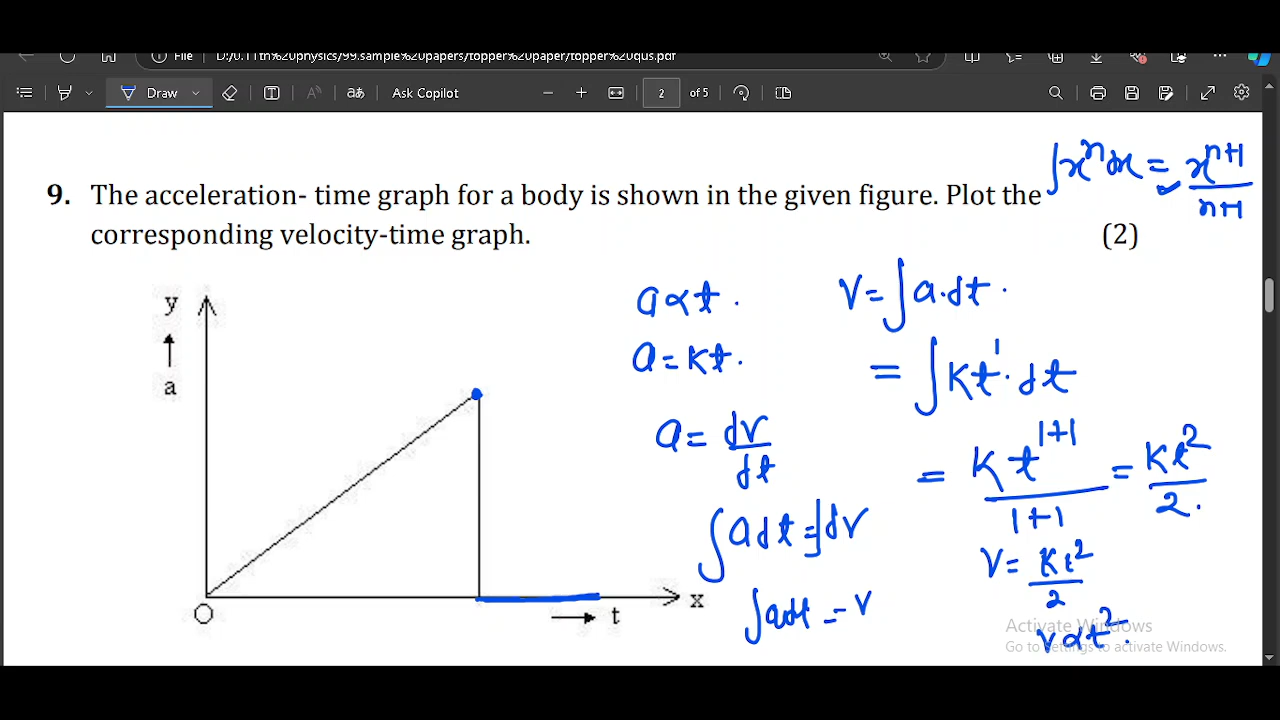 File D:/0.11th%20physics/99.sample%20papers/topper%20paper/topper%20qus.pdf
Draw Ask Copilot 2 of 5
∫xⁿdx = xⁿ⁺¹/n+1
9. The acceleration- time graph for a body is shown in the given figure. Plot the
corresponding velocity-time graph. (2)
y
a
O
x
t
a∝t.
a=Kt.
a= dv/dt
∫adt=∫dv
∫adt=V
V=∫a.dt.
= ∫Kt¹.dt
= K t¹⁺¹/1+1 = Kt²/2.
V= Kt²/2
v∝t².
Activate Windows
Go to Settings to activate Windows.